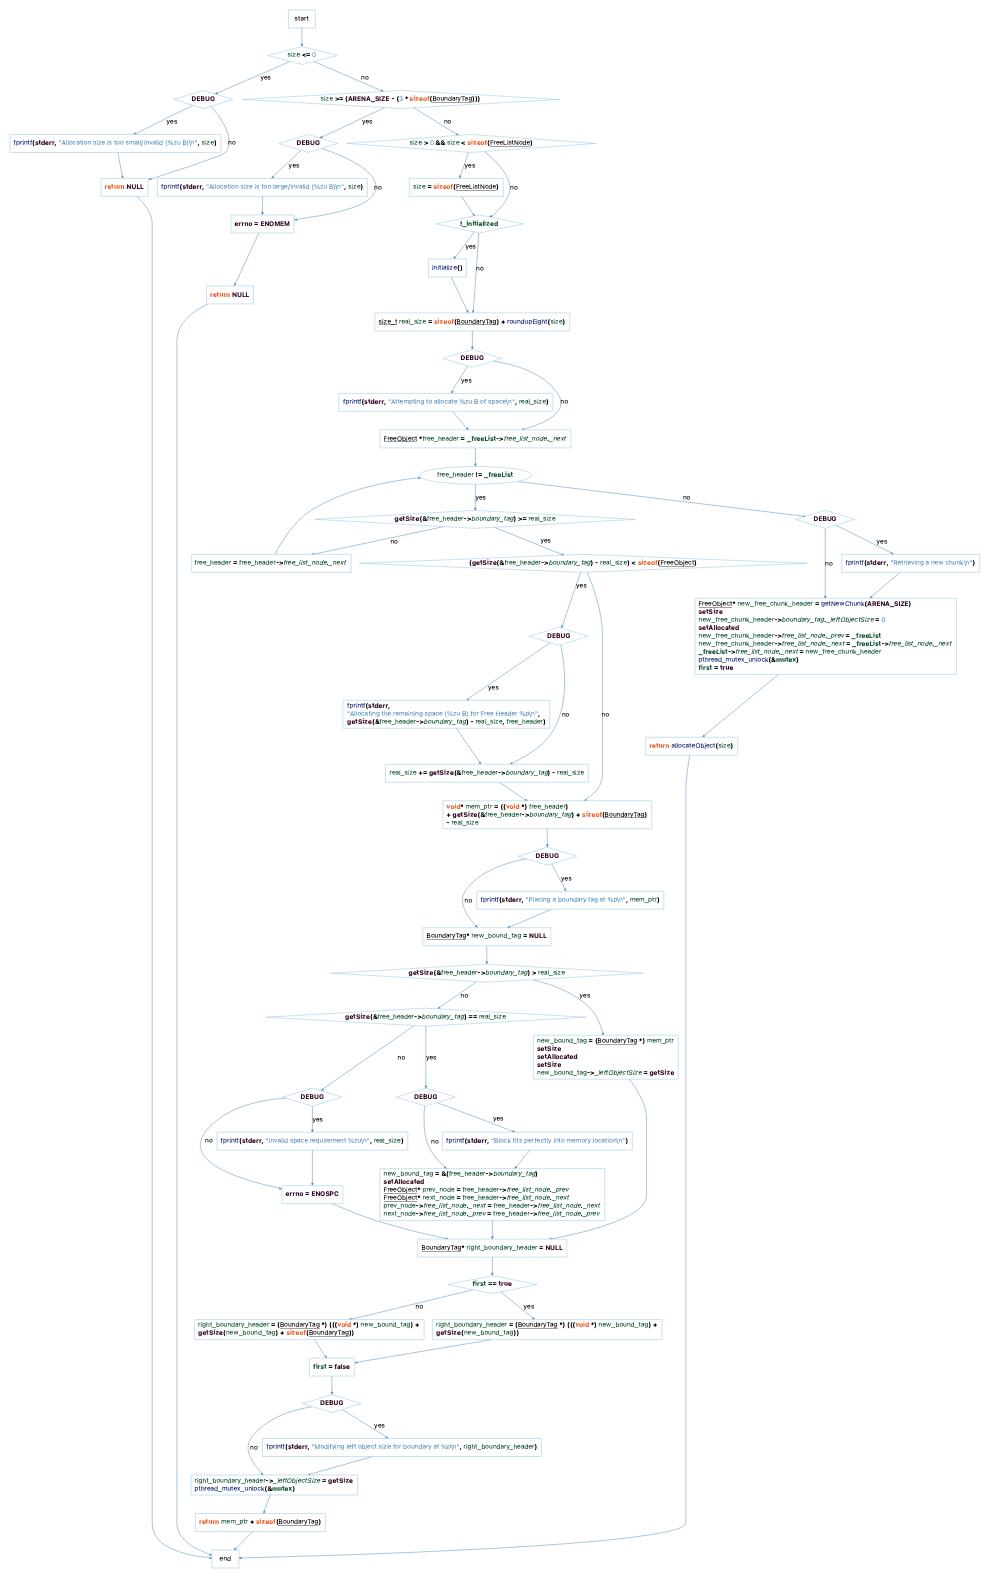 start
size <= 0
yes
no
DEBUG
size >= (ARENA_SIZE - (3 * sizeof(BoundaryTag)))
yes
no
yes
no
fprintf(stderr, "Allocation size is too small/invalid (%zu B)\n", size)
DEBUG
size > 0 && size < sizeof(FreeListNode)
yes
no
yes
no
return NULL
fprintf(stderr, "Allocation size is too large/invalid (%zu B)\n", size)
size = sizeof(FreeListNode)
errno = ENOMEM
!_initialized
yes
no
initialize()
return NULL
size_t real_size = sizeof(BoundaryTag) + roundupEight(size)
DEBUG
yes
no
fprintf(stderr, "Attempting to allocate %zu B of space\n", real_size)
FreeObject *free_header = _freeList->free_list_node._next
free_header != _freeList
yes
no
getSize(&free_header->boundary_tag) >= real_size
DEBUG
no
yes
yes
no
free_header = free_header->free_list_node._next
(getSize(&free_header->boundary_tag) - real_size) < sizeof(FreeObject)
fprintf(stderr, "Retrieving a new chunk\n")
yes
no
FreeObject* new_free_chunk_header = getNewChunk(ARENA_SIZE)
setSize
new_free_chunk_header->boundary_tag._leftObjectSize = 0
setAllocated
new_free_chunk_header->free_list_node._prev = _freeList
new_free_chunk_header->free_list_node._next = _freeList->free_list_node._next
_freeList->free_list_node._next = new_free_chunk_header
pthread_mutex_unlock(&mutex)
first = true
DEBUG
yes
no
fprintf(stderr,
"Allocating the remaining space (%zu B) for Free Header %p\n",
getSize(&free_header->boundary_tag) - real_size, free_header)
return allocateObject(size)
real_size += getSize(&free_header->boundary_tag) - real_size
void* mem_ptr = ((void *) free_header)
+ getSize(&free_header->boundary_tag) + sizeof(BoundaryTag)
- real_size
DEBUG
yes
no
fprintf(stderr, "Placing a boundary tag at %p\n", mem_ptr)
BoundaryTag* new_bound_tag = NULL
getSize(&free_header->boundary_tag) > real_size
no
yes
getSize(&free_header->boundary_tag) == real_size
new_bound_tag = (BoundaryTag *) mem_ptr
setSize
setAllocated
setSize
new_bound_tag->_leftObjectSize = getSize
no
yes
DEBUG
DEBUG
yes
yes
no
no
fprintf(stderr, "Invalid space requirement %zu\n", real_size)
fprintf(stderr, "Block fits perfectly into memory location\n")
errno = ENOSPC
new_bound_tag = &(free_header->boundary_tag)
setAllocated
FreeObject* prev_node = free_header->free_list_node._prev
FreeObject* next_node = free_header->free_list_node._next
prev_node->free_list_node._next = free_header->free_list_node._next
next_node->free_list_node._prev = free_header->free_list_node._prev
BoundaryTag* right_boundary_header = NULL
first == true
no
yes
right_boundary_header = (BoundaryTag *) (((void *) new_bound_tag) +
getSize(new_bound_tag) + sizeof(BoundaryTag))
right_boundary_header = (BoundaryTag *) (((void *) new_bound_tag) +
getSize(new_bound_tag))
first = false
DEBUG
yes
no
fprintf(stderr, "Modifying left object size for boundary at %p\n", right_boundary_header)
right_boundary_header->_leftObjectSize = getSize
pthread_mutex_unlock(&mutex)
return mem_ptr + sizeof(BoundaryTag)
end